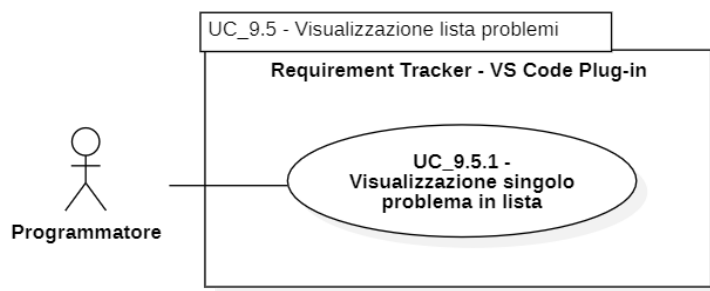 UC_9.5 - Visualizzazione lista problemi
Requirement Tracker - VS Code Plug-in
UC_9.5.1 -
Visualizzazione singolo
problema in lista
Programmatore